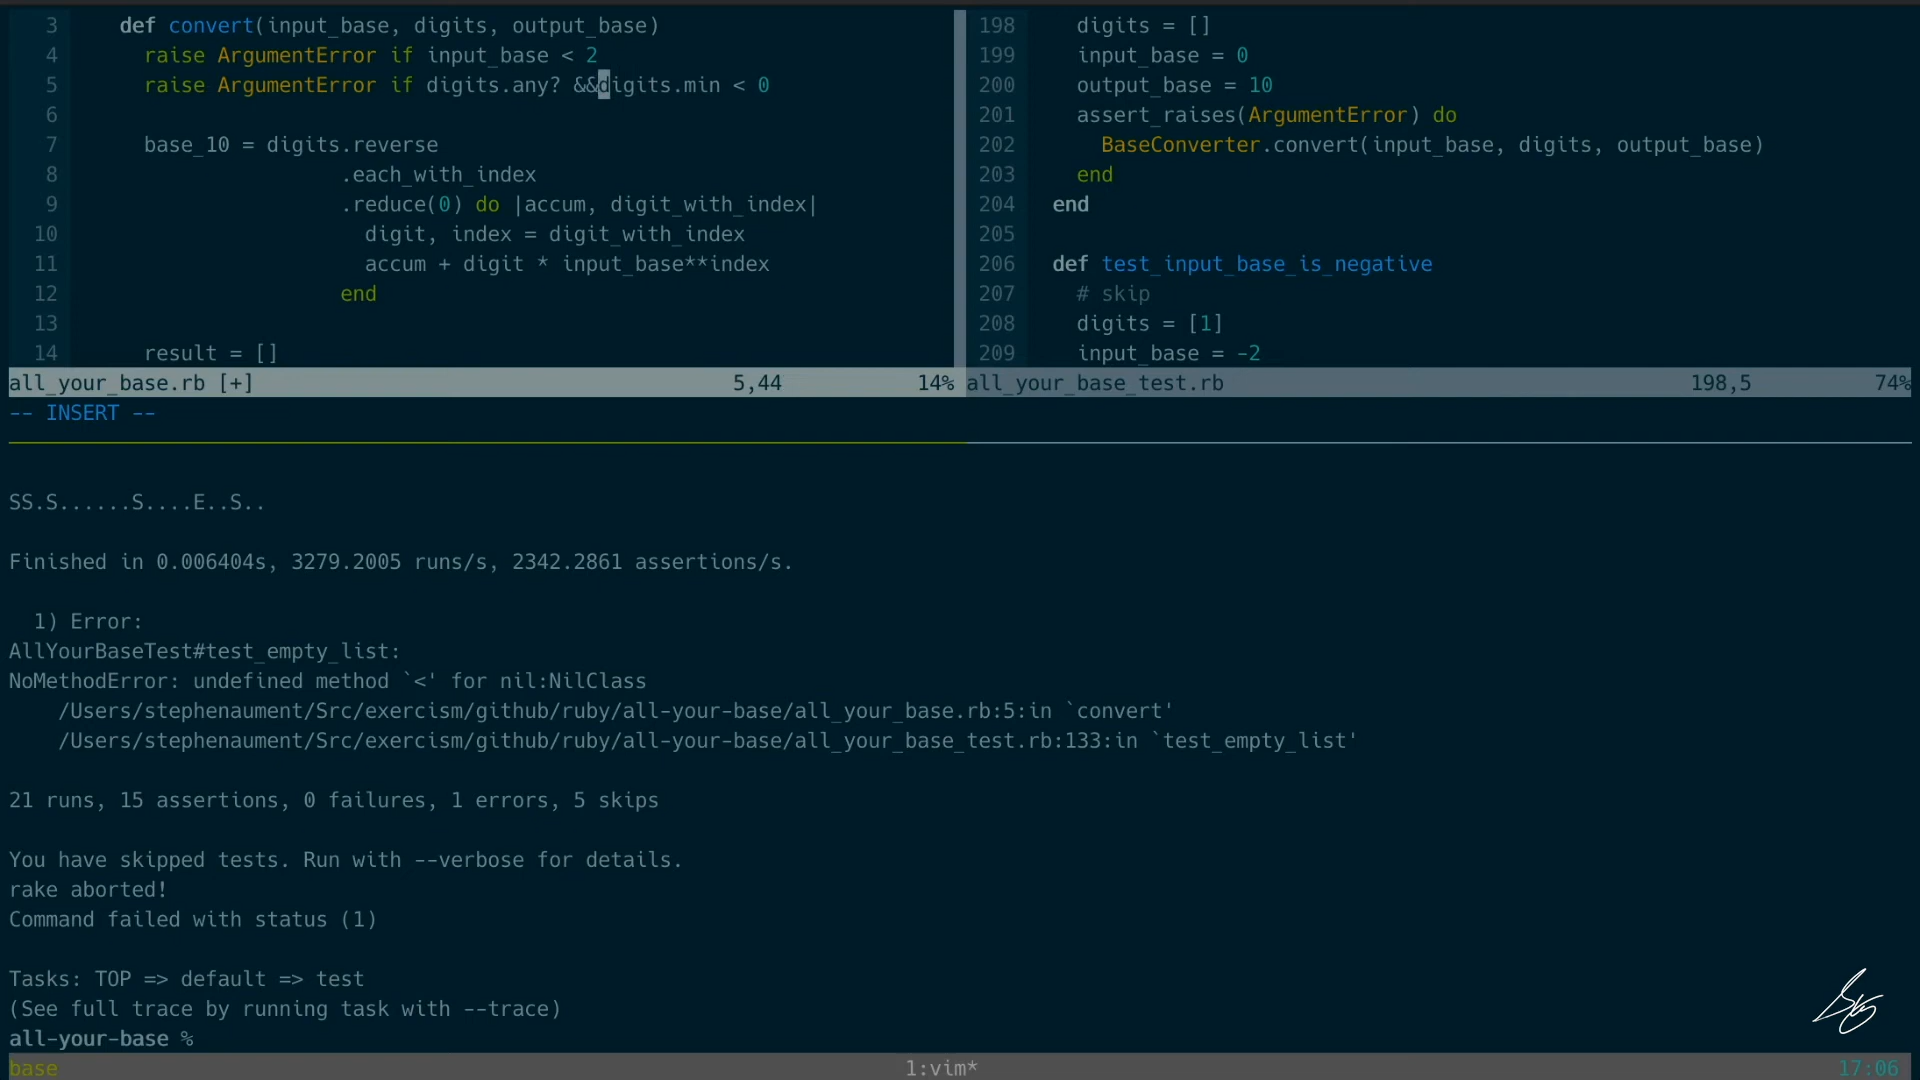 3     def convert(input_base, digits, output_base)
4       raise ArgumentError if input_base < 2
5       raise ArgumentError if digits.any? &&digits.min < 0
6
7       base_10 = digits.reverse
8                       .each_with_index
9                       .reduce(0) do |accum, digit_with_index|
10                        digit, index = digit_with_index
11                        accum + digit * input_base**index
12                      end
13
14      result = []
all_your_base.rb [+] 5,44 14%
198     digits = []
199     input_base = 0
200     output_base = 10
201     assert_raises(ArgumentError) do
202       BaseConverter.convert(input_base, digits, output_base)
203     end
204   end
205
206   def test_input_base_is_negative
207     # skip
208     digits = [1]
209     input_base = -2
all_your_base_test.rb 198,5 74%
-- INSERT --
SS.S......S....E..S..
Finished in 0.006404s, 3279.2005 runs/s, 2342.2861 assertions/s.
  1) Error:
AllYourBaseTest#test_empty_list:
NoMethodError: undefined method `<' for nil:NilClass
    /Users/stephenaument/Src/exercism/github/ruby/all-your-base/all_your_base.rb:5:in `convert'
    /Users/stephenaument/Src/exercism/github/ruby/all-your-base/all_your_base_test.rb:133:in `test_empty_list'
21 runs, 15 assertions, 0 failures, 1 errors, 5 skips
You have skipped tests. Run with --verbose for details.
rake aborted!
Command failed with status (1)
Tasks: TOP => default => test
(See full trace by running task with --trace)
all-your-base %
base 1:vim* 17:06